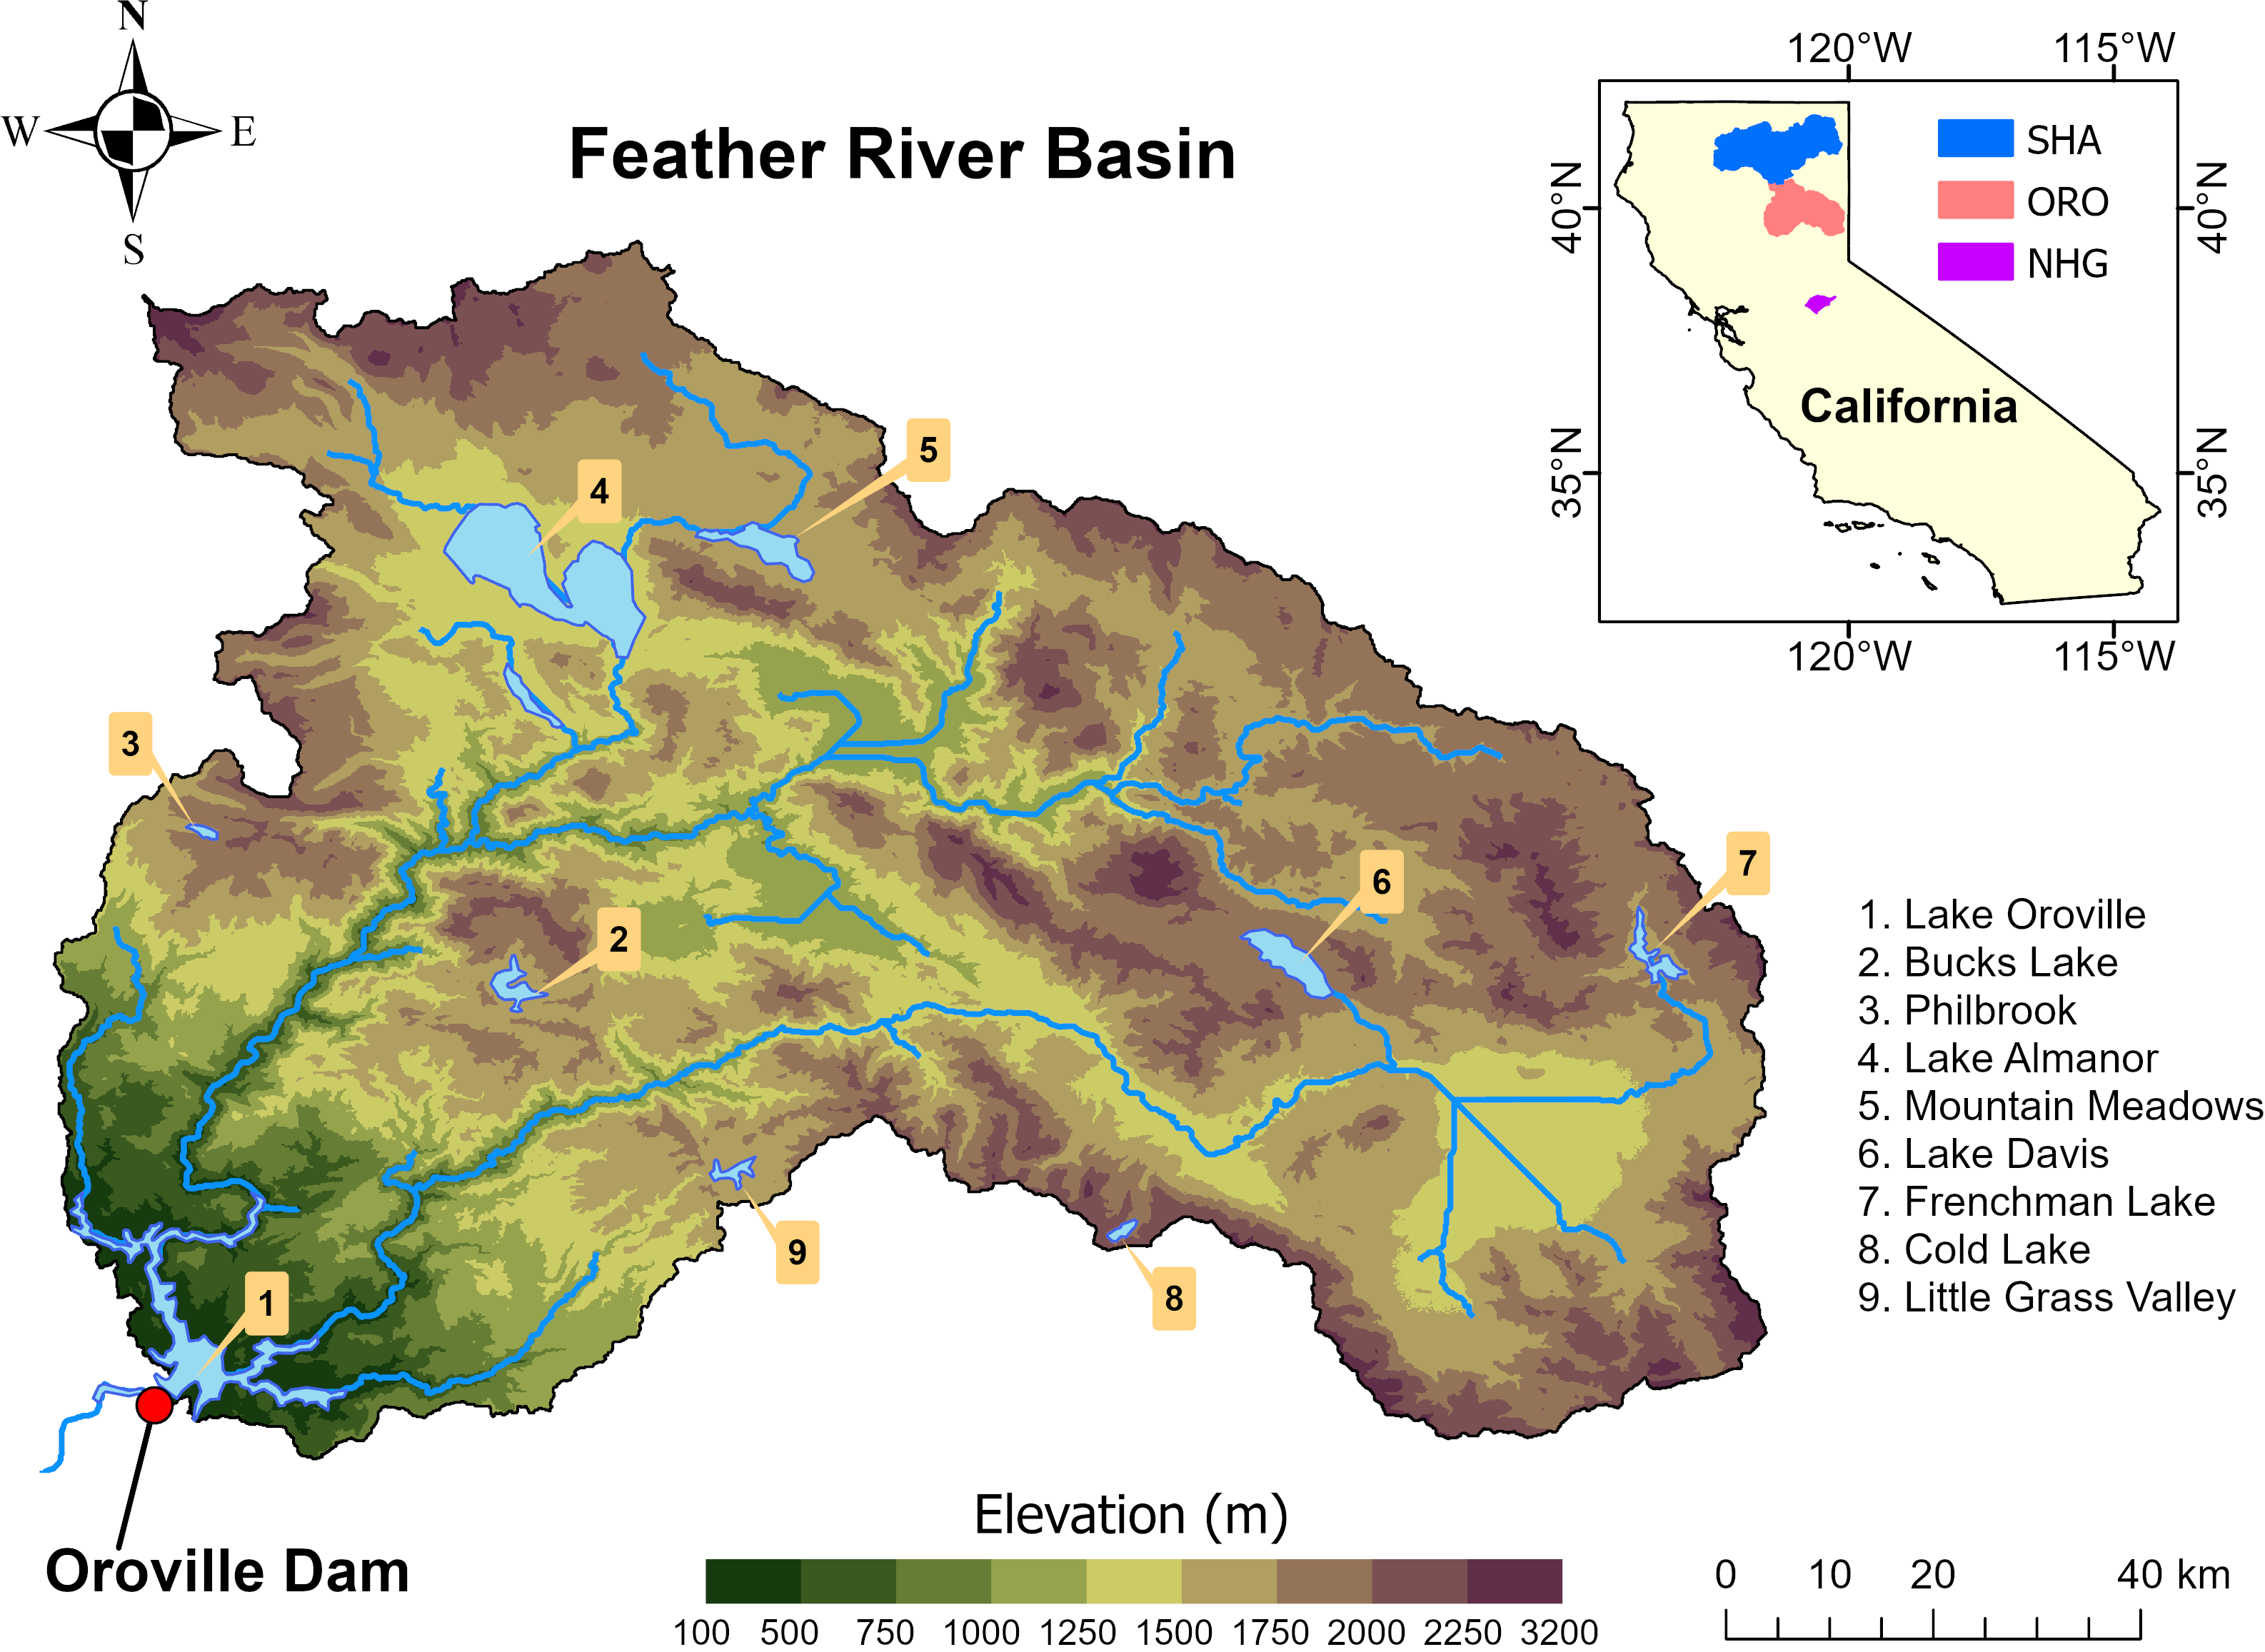 N
W
E
S
Feather River Basin
120°W
115°W
40°N
40°N
35°N
35°N
SHA
ORO
NHG
California
120°W
115°W
5
4
3
7
6
2
9
8
1
1. Lake Oroville
2. Bucks Lake
3. Philbrook
4. Lake Almanor
5. Mountain Meadows
6. Lake Davis
7. Frenchman Lake
8. Cold Lake
9. Little Grass Valley
Oroville Dam
Elevation (m)
100 500 750 1000 1250 1500 1750 2000 2250 3200
0 10 20 40 km